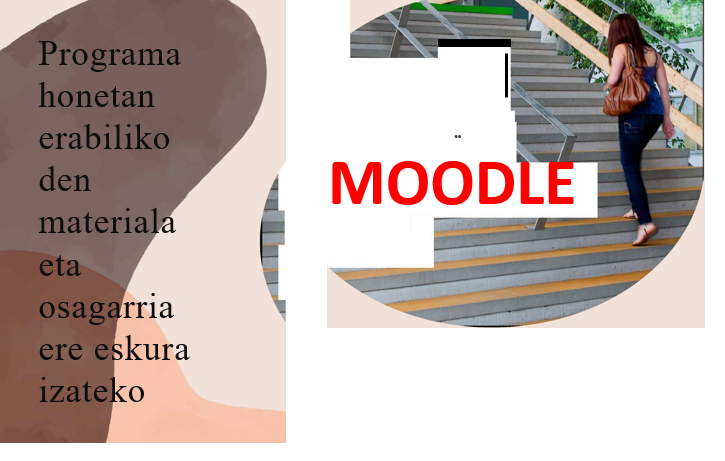 Programa
honetan
erabiliko
den
materiala
eta
osagarria
ere eskura
izateko
MOODLE